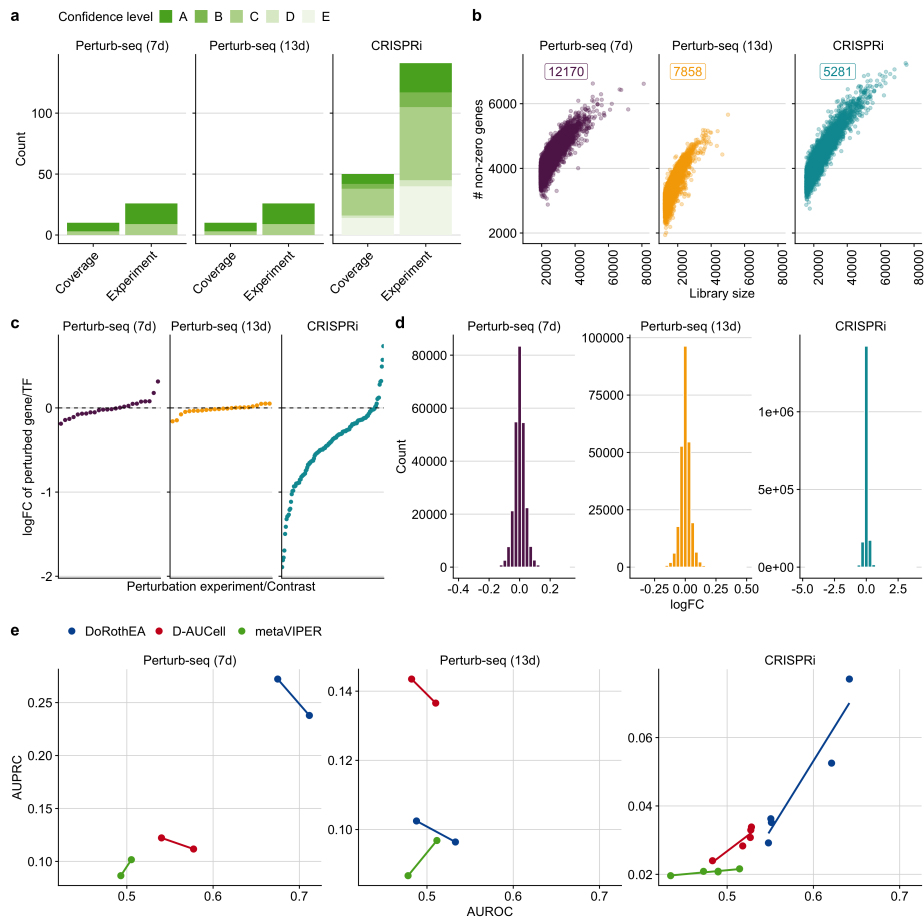 a
Confidence level A B C D E
Perturb-seq (7d) Perturb-seq (13d) CRISPRi
Count
100
50
0
Coverage Experiment Coverage Experiment Coverage Experiment
b
Perturb-seq (7d) Perturb-seq (13d) CRISPRi
12170 7858 5281
# non-zero genes
6000
4000
2000
20000 40000 60000 80000 20000 40000 60000 80000 20000 40000 60000 80000
Library size
c
Perturb-seq (7d) Perturb-seq (13d) CRISPRi
logFC of perturbed gene/TF
0
-1
-2
Perturbation experiment/Contrast
d
Perturb-seq (7d) Perturb-seq (13d) CRISPRi
Count
80000
60000
40000
20000
0
100000
75000
50000
25000
0
1e+06
5e+05
0e+00
-0.4 -0.2 0.0 0.2 -0.25 0.00 0.25 0.50 -5.0 -2.5 0.0 2.5
logFC
e
DoRothEA D-AUCell metaVIPER
Perturb-seq (7d) Perturb-seq (13d) CRISPRi
AUPRC
0.25
0.20
0.15
0.10
0.14
0.12
0.10
0.06
0.04
0.02
0.5 0.6 0.7 0.5 0.6 0.7 0.5 0.6 0.7
AUROC